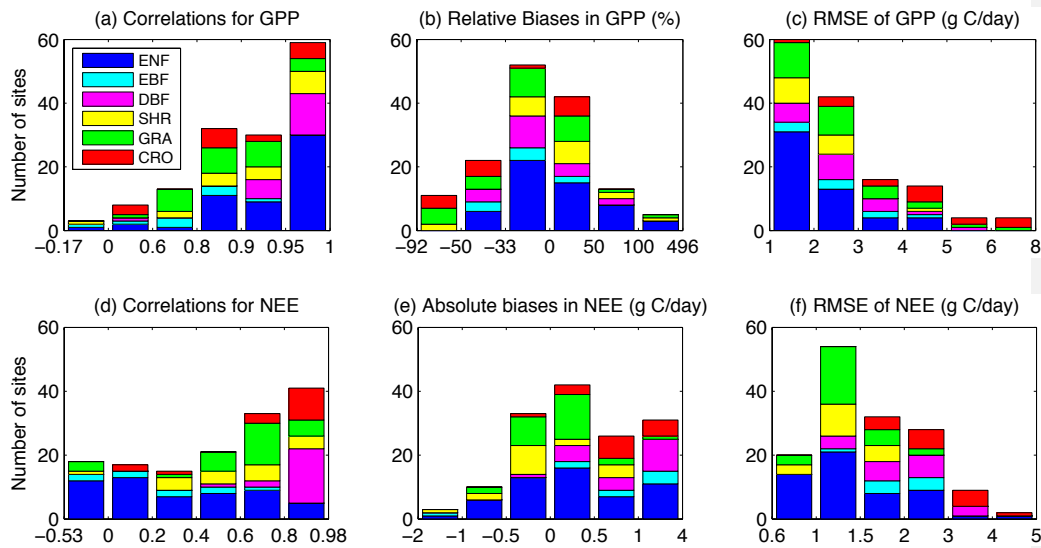 (a) Correlations for GPP
(b) Relative Biases in GPP (%)
(c) RMSE of GPP (g C/day)
Number of sites
60
40
20
0
ENF
EBF
DBF
SHR
GRA
CRO
−0.17 0 0.6 0.8 0.9 0.95 1
60
40
20
0
−92 −50 −33 0 50 100 496
60
40
20
0
1 2 3 4 5 6 8
(d) Correlations for NEE
(e) Absolute biases in NEE (g C/day)
(f) RMSE of NEE (g C/day)
Number of sites
60
40
20
0
−0.53 0 0.2 0.4 0.6 0.8 0.98
60
40
20
0
−2 −1 −0.5 0 0.5 1 4
60
40
20
0
0.6 1 1.5 2 3 4 5